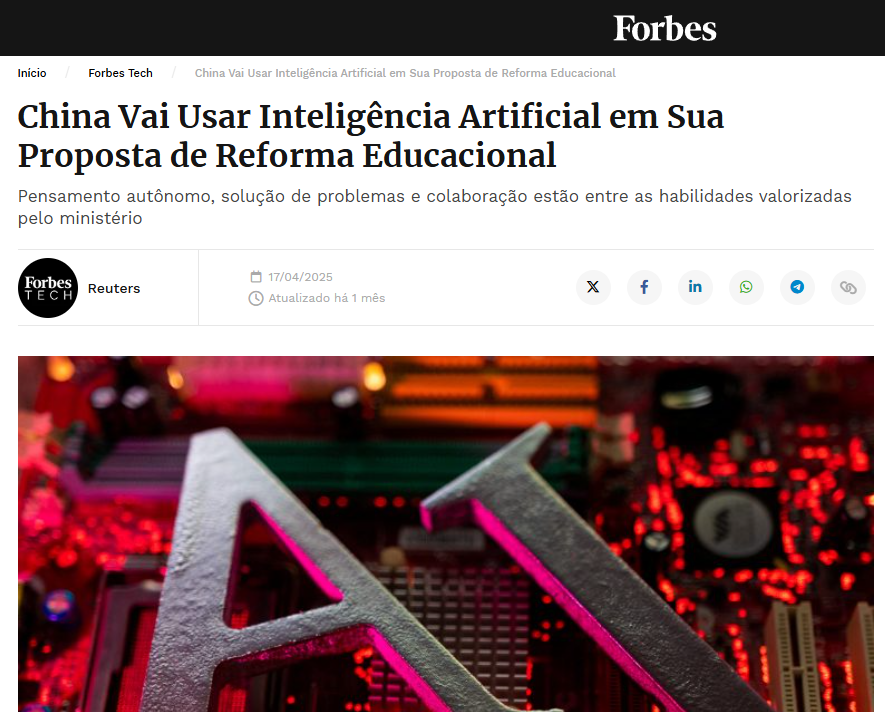 Forbes
Início / Forbes Tech / China Vai Usar Inteligência Artificial em Sua Proposta de Reforma Educacional
China Vai Usar Inteligência Artificial em Sua
Proposta de Reforma Educacional
Pensamento autônomo, solução de problemas e colaboração estão entre as habilidades valorizadas
pelo ministério
Forbes
TECH
Reuters
17/04/2025
Atualizado há 1 mês
AI